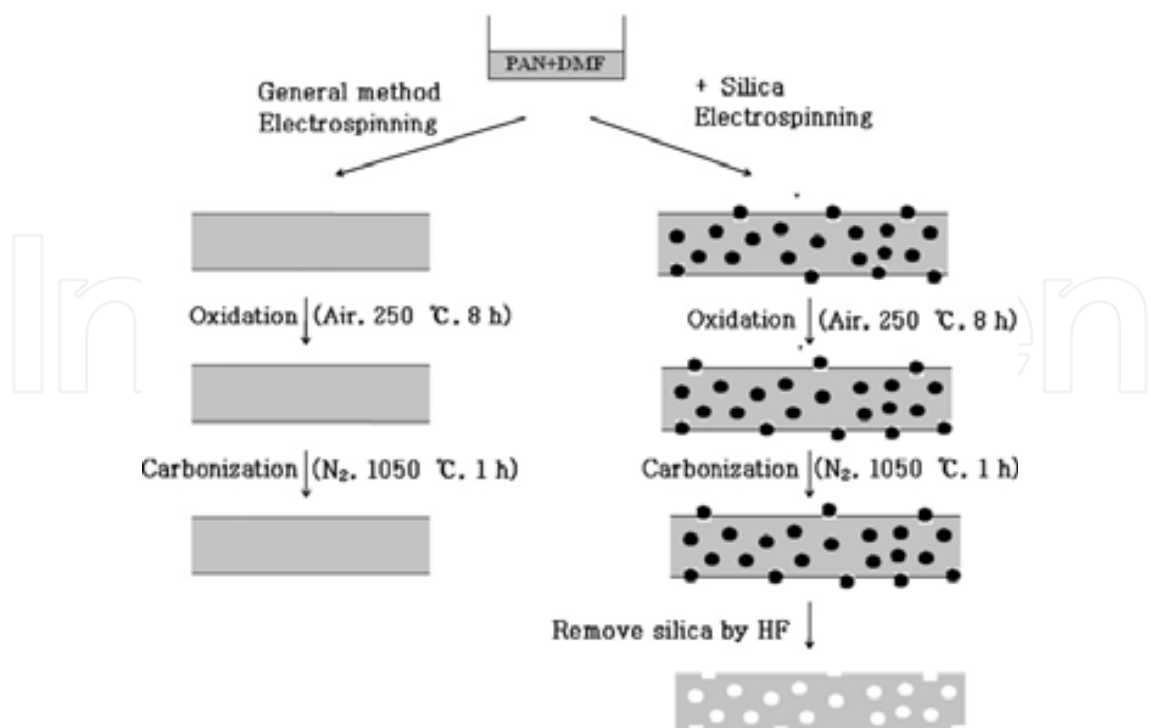 PAN+DMF
General method
Electrospinning
+ Silica
Electrospinning
Oxidation (Air. 250 ℃. 8 h)
Oxidation (Air. 250 ℃. 8 h)
Carbonization (N₂. 1050 ℃. 1 h)
Carbonization (N₂. 1050 ℃. 1 h)
Remove silica by HF